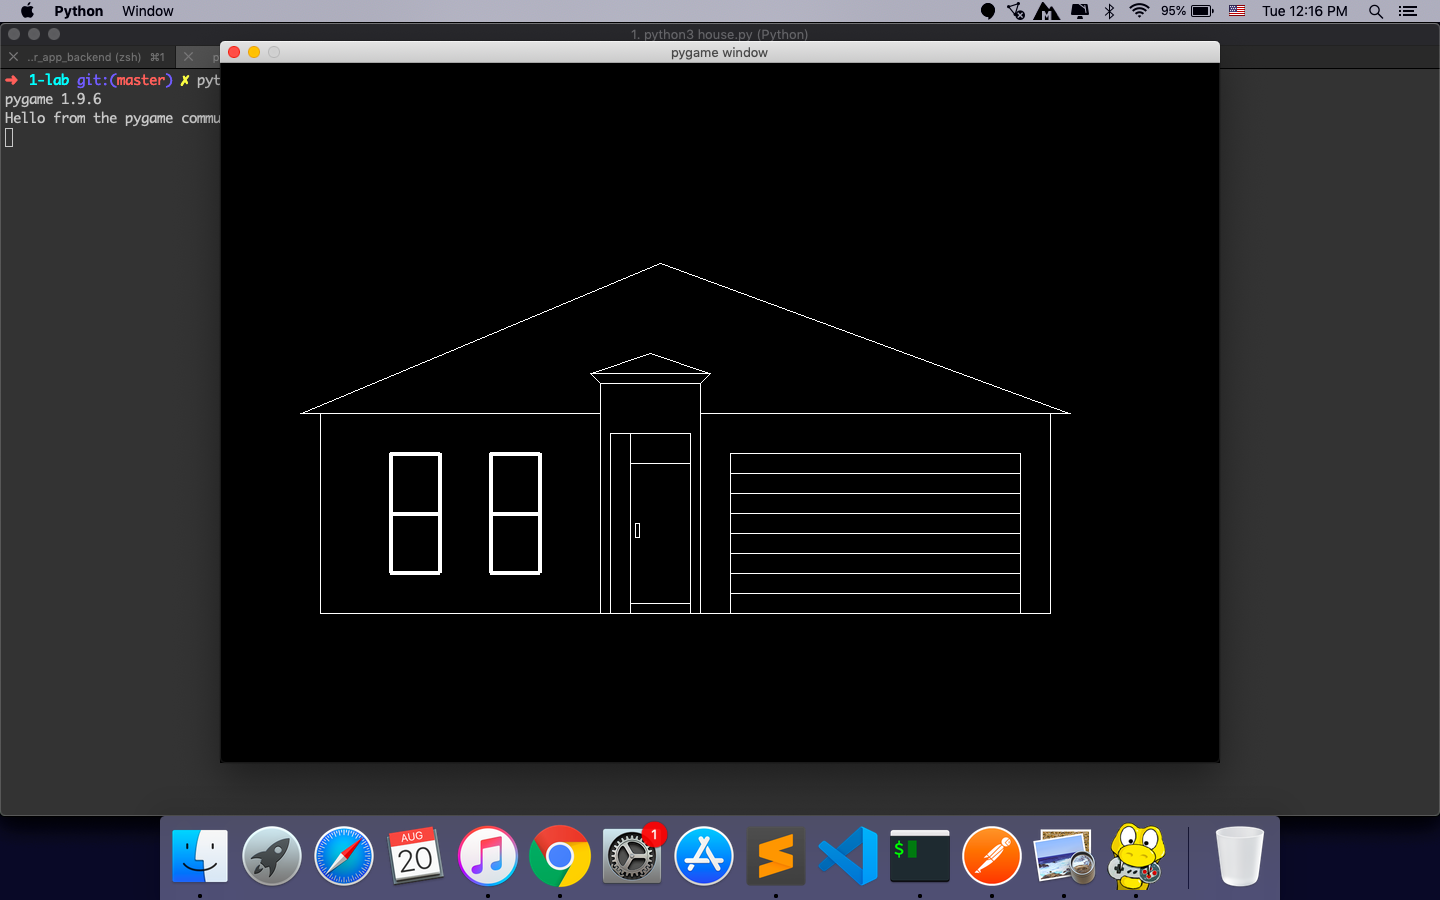 Python Window 95% Tue 12:16 PM
1. python3 house.py (Python)
..r_app_backend (zsh) ⌘1
pygame window
➜ 1-lab git:(master) ✗ pyt
pygame 1.9.6
Hello from the pygame commu
AUG
20
1
$